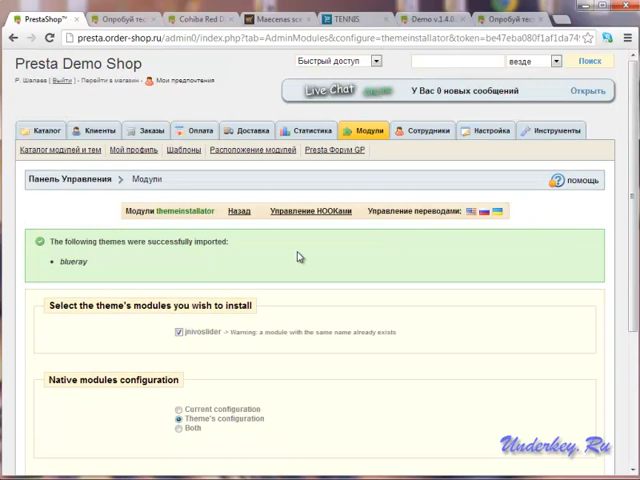 PrestaShop™
Опробуй тес
Cohiba Red D
Maecenas sc
TENNIS
Demo v.1.4.0
Опробуй тес
presta.order-shop.ru/admin0/index.php?tab=AdminModules&configure=themeinstallator&token=be47eba080f1af1da74
Presta Demo Shop
Быстрый доступ
везде
Поиск
Р. Шалаев | Выйти | - Перейти в магазин - Мои предпочтения
Live Chat
У Вас 0 новых сообщений
Открыть
Каталог
Клиенты
Заказы
Оплата
Доставка
Статистика
Модули
Сотрудники
Настройка
Инструменты
Каталог модулей и тем
Мой профиль
Шаблоны
Расположение модулей
Presta Форум GP
Панель Управления
Модули
помощь
Модули themeinstallator
Назад
Управление HOOKами
Управление переводами:
The following themes were successfully imported:
blueray
Select the theme's modules you wish to install
jnivoslider -> Warning: a module with the same name already exists
Native modules configuration
Current configuration
Theme's configuration
Both
Underkey.Ru